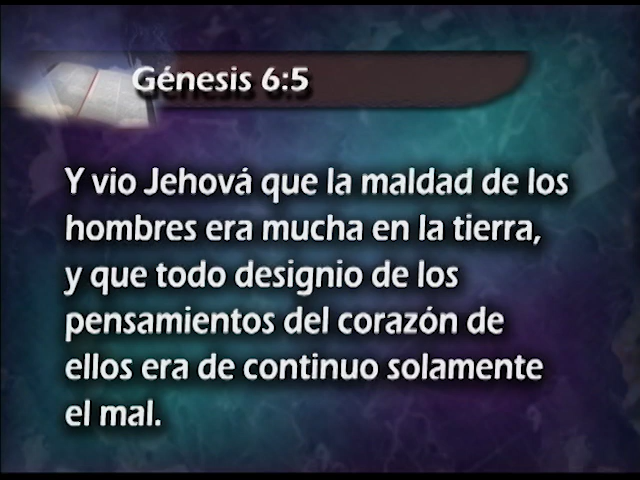 Génesis 6:5
Y vio Jehová que la maldad de los
hombres era mucha en la tierra,
y que todo designio de los
pensamientos del corazón de
ellos era de continuo solamente
el mal.